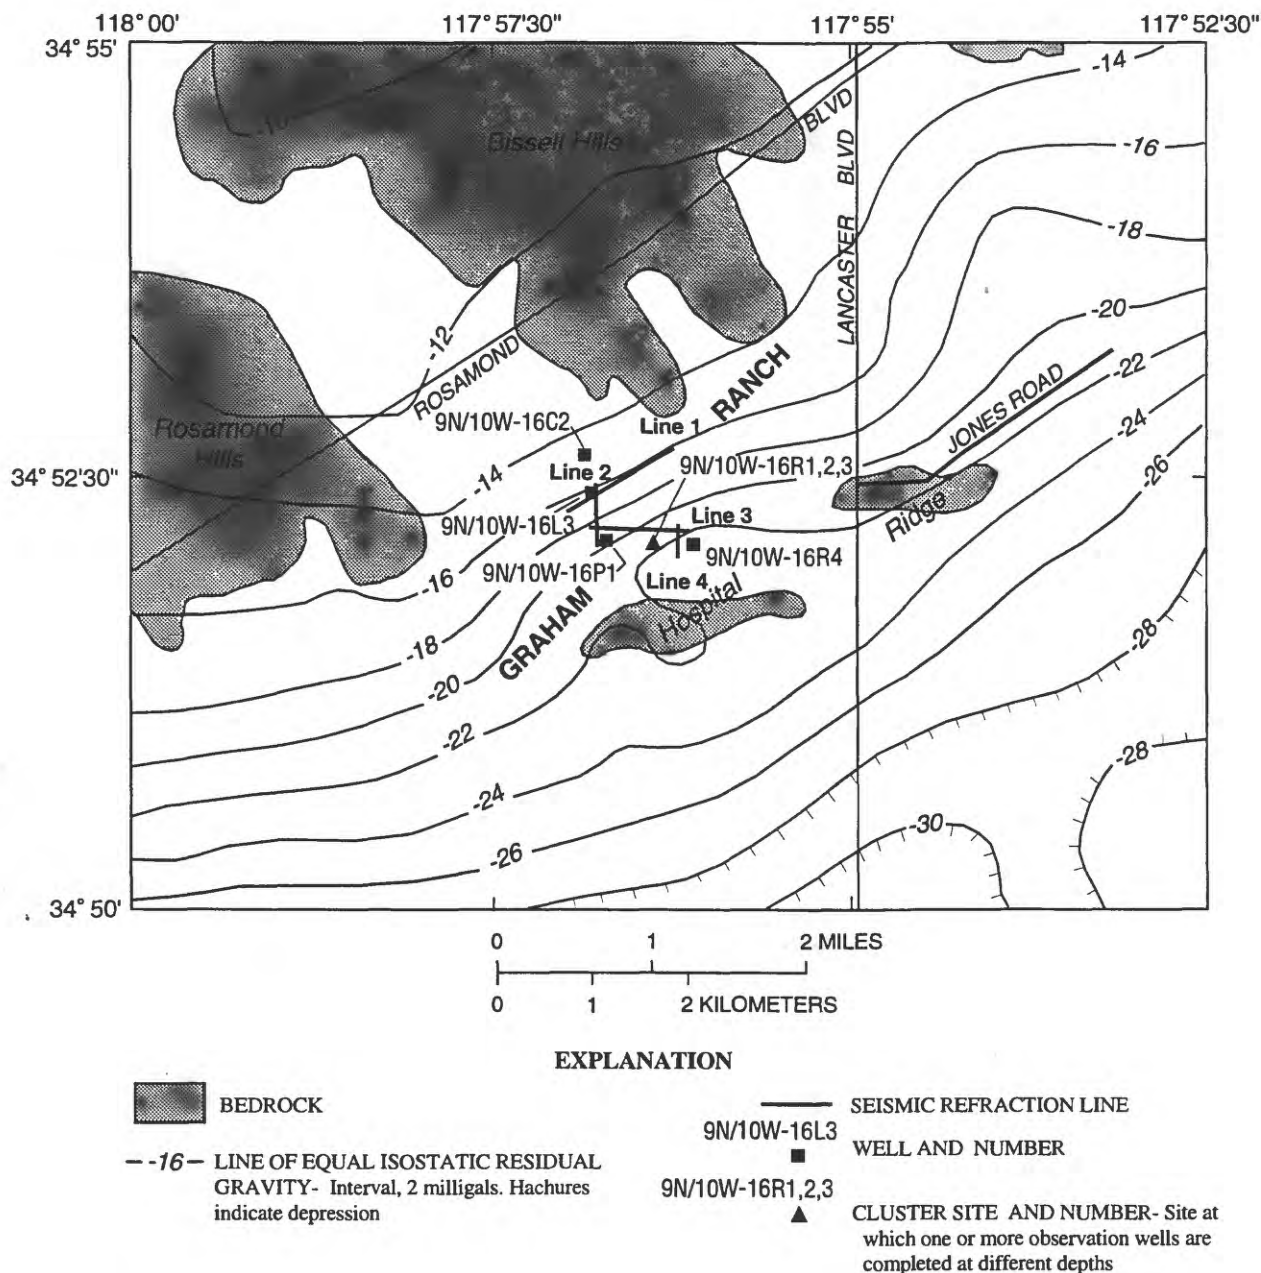 118° 00'
117° 57'30"
117° 55'
117° 52'30"
34° 55'
-14
-10
Bissell Hills
BLVD
LANCASTER BLVD
-16
-18
-12
ROSAMOND
-20
RANCH
-22
9N/10W-16C2
Line 1
JONES ROAD
-24
Rosamond
Hills
34° 52'30"
-14
Line 2
9N/10W-16R1,2,3
-26
9N/10W-16L3
Line 3
Ridge
-16
9N/10W-16P1
9N/10W-16R4
Line 4
Hospital
GRAHAM
-18
-28
-20
-22
-28
-24
-30
-26
34° 50'
0 1 2 MILES
0 1 2 KILOMETERS
EXPLANATION
BEDROCK
-16 LINE OF EQUAL ISOSTATIC RESIDUAL
GRAVITY- Interval, 2 milligals. Hachures
indicate depression
SEISMIC REFRACTION LINE
9N/10W-16L3
WELL AND NUMBER
9N/10W-16R1,2,3
CLUSTER SITE AND NUMBER- Site at
which one or more observation wells are
completed at different depths